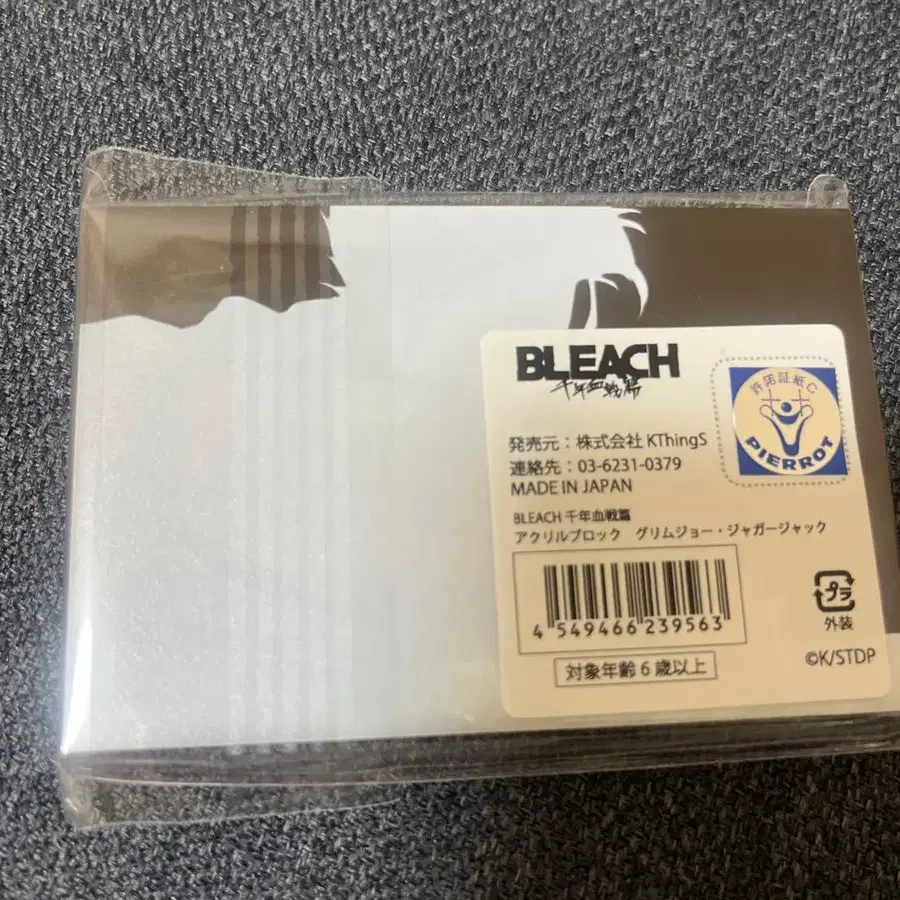 BLEACH
千年血戦篇
許諾証紙C
PIERROT
発売元：株式会社 KThingS
連絡先：03-6231-0379
MADE IN JAPAN
BLEACH 千年血戦篇
アクリルブロック　グリムジョー・ジャガージャック
4 549466 239563
プラ
外装
対象年齢 6 歳以上
©K/STDP